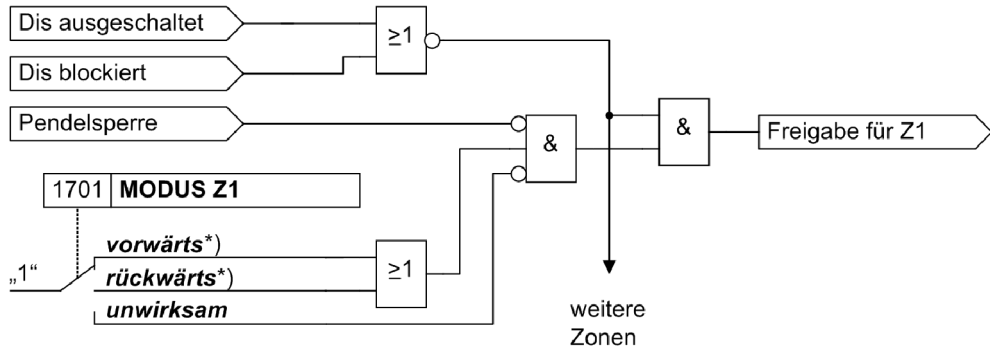 Dis ausgeschaltet
≥1
Dis blockiert
Pendelsperre
&
&
Freigabe für Z1
1701 MODUS Z1
„1“
vorwärts*)
rückwärts*)
unwirksam
≥1
weitere
Zonen